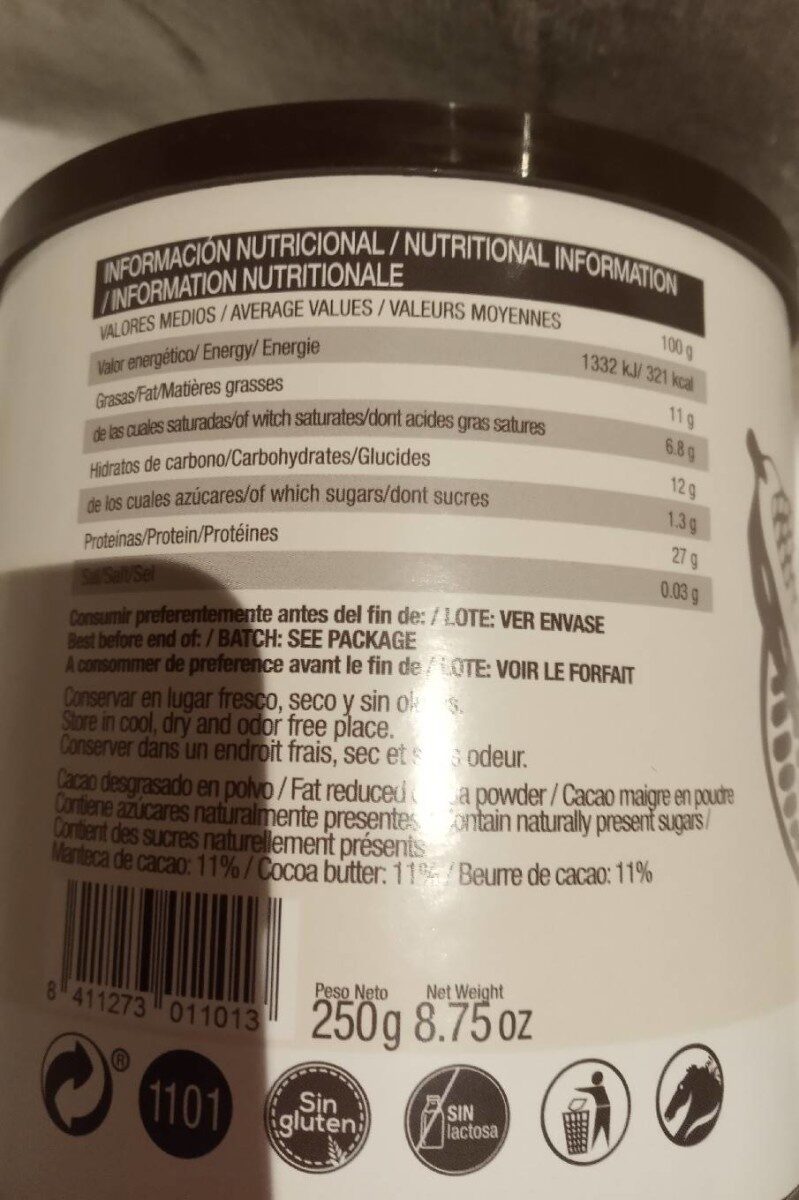 INFORMACIÓN NUTRICIONAL / NUTRITIONAL INFORMATION
/ INFORMATION NUTRITIONALE
VALORES MEDIOS / AVERAGE VALUES / VALEURS MOYENNES
100 g
Valor energético/ Energy/ Energie 1332 kJ/ 321 kcal
Grasas/Fat/Matières grasses 11 g
de las cuales saturadas/of witch saturates/dont acides gras satures 6.8 g
Hidratos de carbono/Carbohydrates/Glucides 12 g
de los cuales azúcares/of which sugars/dont sucres 1.3 g
Proteínas/Protein/Protéines 27 g
Sal/Salt/Sel 0.03 g
Consumir preferentemente antes del fin de: / LOTE: VER ENVASE
Best before end of: / BATCH: SEE PACKAGE
A consommer de preference avant le fin de / LOTE: VOIR LE FORFAIT
Conservar en lugar fresco, seco y sin
Store in cool, dry and odor free place.
Conserver dans un endroit frais, sec et odeur.
Cacao desgrasado en polvo / Fat reduced powder / Cacao maigre en poudre
Contiene azúcares naturalmente presentes naturally present sugars /
Contient des sucres naturellement présents
Manteca de cacao: 11% / Cocoa butter: 11% / Beurre de cacao: 11%
8 411273 011013
Peso Neto Net Weight
250g 8.75 oz
®
1101
Sin
gluten
SIN
lactosa